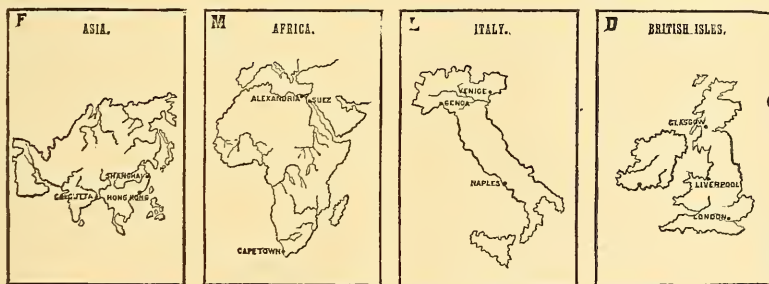 F
ASIA.
SHANGHAI
CALCUTTA
HONG KONG
M
AFRICA.
ALEXANDRIA
SUEZ
CAPETOWN
L
ITALY.
VENICE
GENOA
NAPLES
D
BRITISH ISLES.
GLASGOW
LIVERPOOL
LONDON